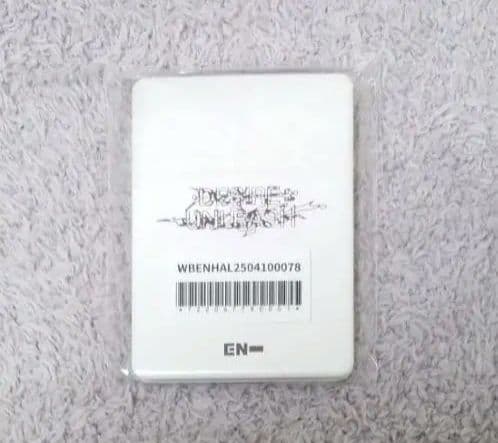 DESIRE :
UNLEASH
WBENHAL2504100078
EN-